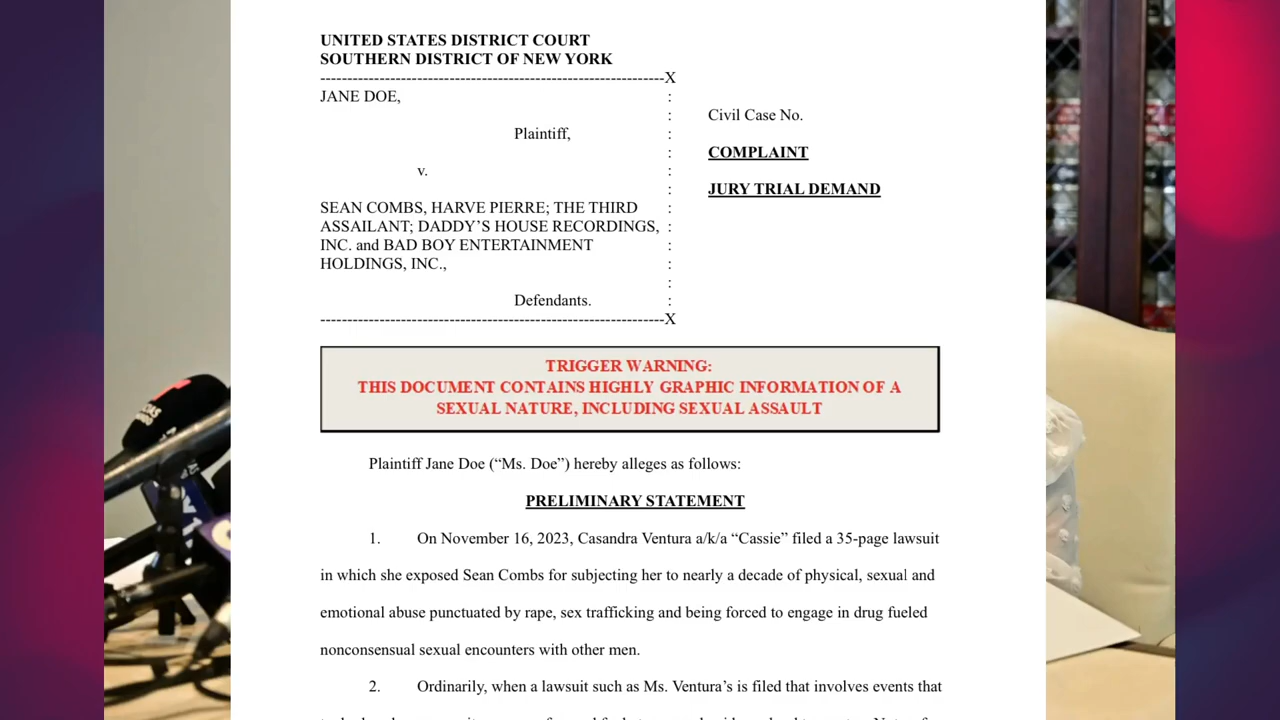 UNITED STATES DISTRICT COURT
SOUTHERN DISTRICT OF NEW YORK
------------------------------------------------------------------X
JANE DOE,
Plaintiff,
v.
SEAN COMBS, HARVE PIERRE; THE THIRD
ASSAILANT; DADDY’S HOUSE RECORDINGS,
INC. and BAD BOY ENTERTAINMENT
HOLDINGS, INC.,
Defendants.
------------------------------------------------------------------X
Civil Case No.
COMPLAINT
JURY TRIAL DEMAND
TRIGGER WARNING:
THIS DOCUMENT CONTAINS HIGHLY GRAPHIC INFORMATION OF A
SEXUAL NATURE, INCLUDING SEXUAL ASSAULT
Plaintiff Jane Doe (“Ms. Doe”) hereby alleges as follows:
PRELIMINARY STATEMENT
1. On November 16, 2023, Casandra Ventura a/k/a “Cassie” filed a 35-page lawsuit
in which she exposed Sean Combs for subjecting her to nearly a decade of physical, sexual and
emotional abuse punctuated by rape, sex trafficking and being forced to engage in drug fueled
nonconsensual sexual encounters with other men.
2. Ordinarily, when a lawsuit such as Ms. Ventura’s is filed that involves events that